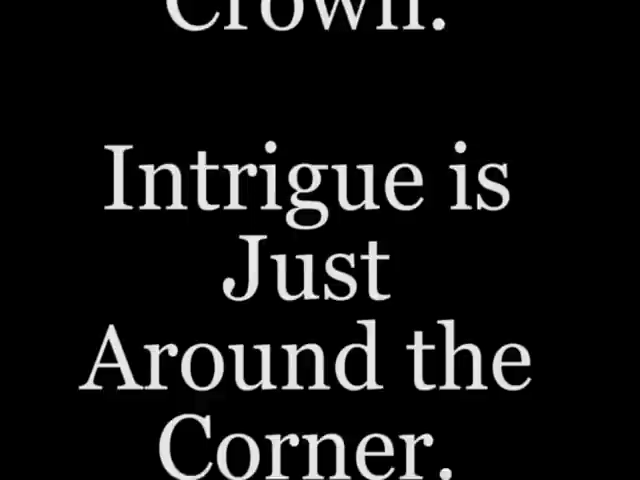 Crown.
Intrigue is
Just
Around the
Corner.